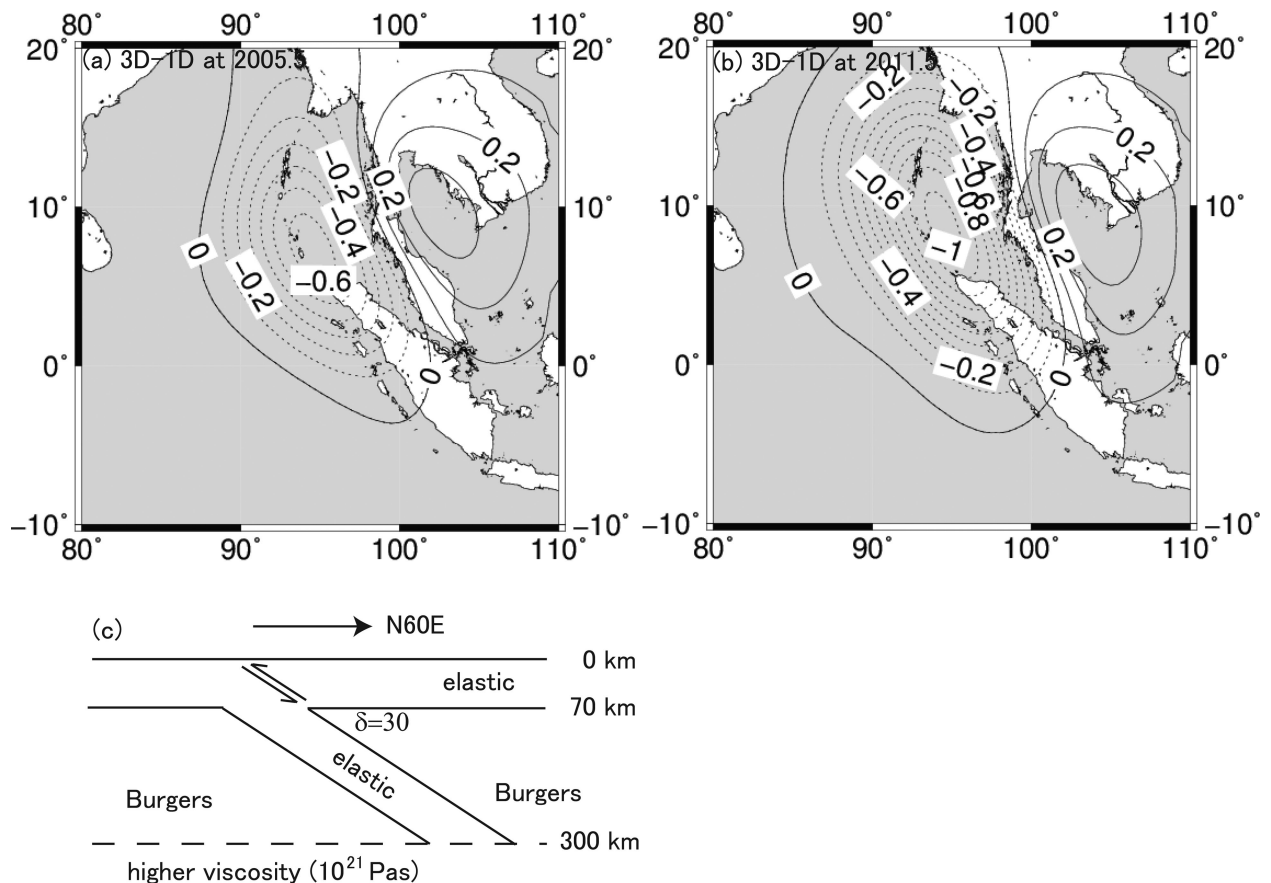 80° 90° 100° 110° 80° 90° 100° 110°
20° (a) 3D-1D at 2005.5 20° (b) 3D-1D at 2011.5 20°
-0.2 -0.2
0.2 -0.4 0.2
-0.2 0.2 -0.6 -0.6
10° -0.4 10° -0.8 10°
0 -1 0.2
-0.2 -0.6 0 -0.4
0° 0 0° 0° -0.2 0 0°
-10° -10° -10° -10°
80° 90° 100° 110° 80° 90° 100° 110°
(c) N60E
0 km
elastic
70 km
δ=30
elastic
Burgers Burgers
300 km
higher viscosity (10²¹ Pas)